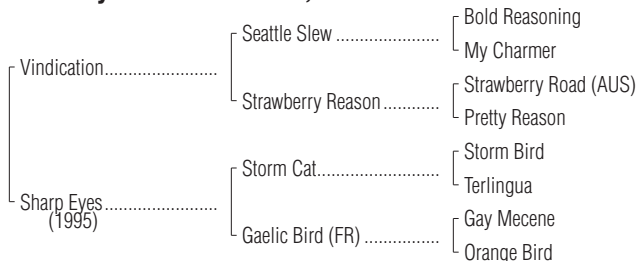 Bold Reasoning
Seattle Slew ..................
My Charmer
Vindication..........................
Strawberry Road (AUS)
Strawberry Reason .............
Pretty Reason
Storm Bird
Storm Cat.............................
Terlingua
Sharp Eyes ..........................
(1995)
Gay Mecene
Gaelic Bird (FR) ..................
Orange Bird